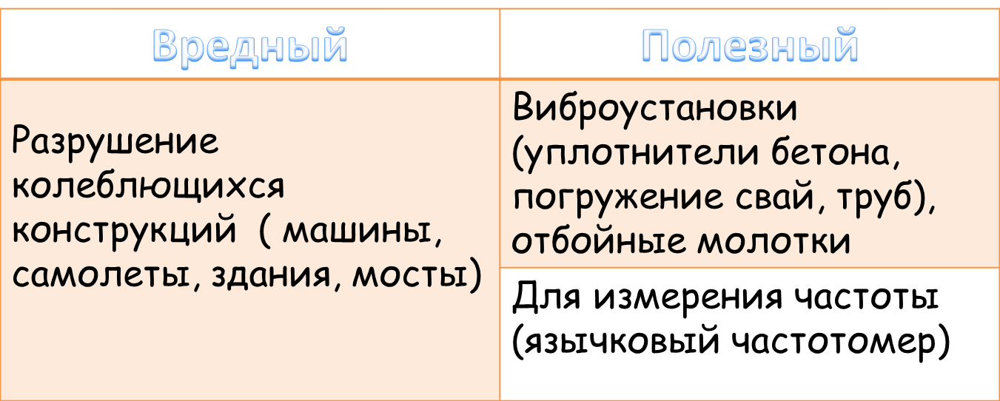 Вредный
Полезный
Разрушение
колеблющихся
конструкций ( машины,
самолеты, здания, мосты)
Виброустановки
(уплотнители бетона,
погружение свай, труб),
отбойные молотки
Для измерения частоты
(язычковый частотомер)